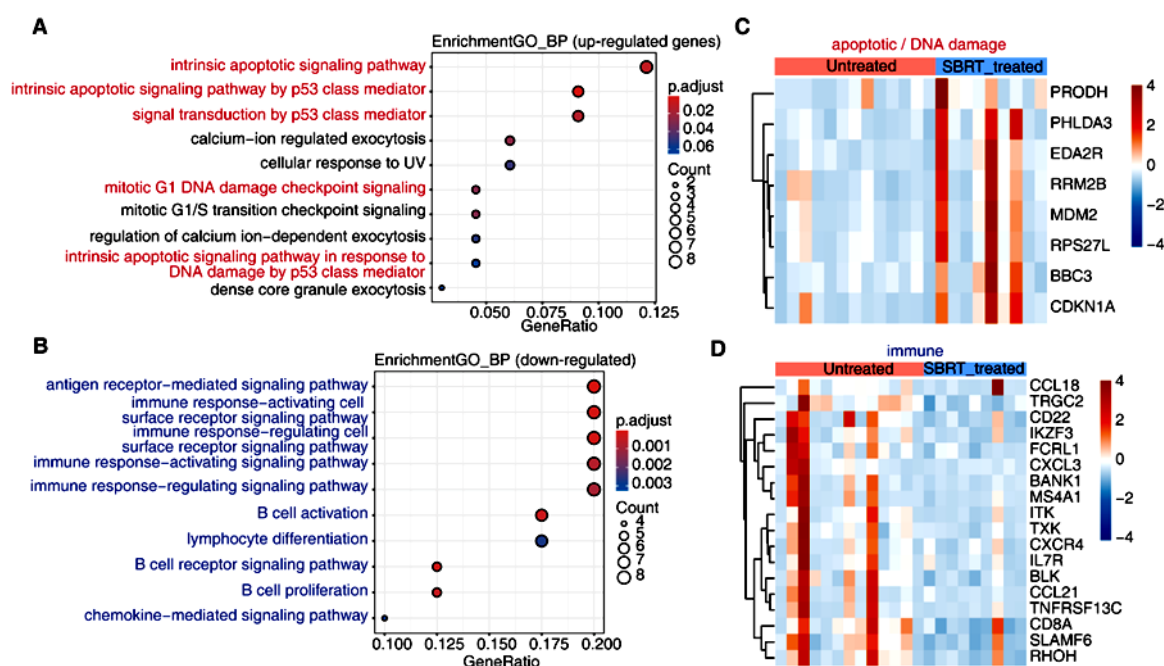 A
EnrichmentGO_BP (up-regulated genes)
intrinsic apoptotic signaling pathway
intrinsic apoptotic signaling pathway by p53 class mediator
signal transduction by p53 class mediator
calcium-ion regulated exocytosis
cellular response to UV
mitotic G1 DNA damage checkpoint signaling
mitotic G1/S transition checkpoint signaling
regulation of calcium ion-dependent exocytosis
intrinsic apoptotic signaling pathway in response to
DNA damage by p53 class mediator
dense core granule exocytosis
0.050 0.075 0.100 0.125
GeneRatio
p.adjust
0.02
0.04
0.06
Count
2
3
4
5
6
7
8
B
EnrichmentGO_BP (down-regulated)
antigen receptor-mediated signaling pathway
immune response-activating cell
surface receptor signaling pathway
immune response-regulating cell
surface receptor signaling pathway
immune response-activating signaling pathway
immune response-regulating signaling pathway
B cell activation
lymphocyte differentiation
B cell receptor signaling pathway
B cell proliferation
chemokine-mediated signaling pathway
0.100 0.125 0.150 0.175 0.200
GeneRatio
p.adjust
0.001
0.002
0.003
Count
4
5
6
7
8
C
apoptotic / DNA damage
Untreated SBRT_treated
PRODH
PHLDA3
EDA2R
RRM2B
MDM2
RPS27L
BBC3
CDKN1A
4
2
0
-2
-4
D
immune
Untreated SBRT_treated
CCL18
TRGC2
CD22
IKZF3
FCRL1
CXCL3
BANK1
MS4A1
ITK
TXK
CXCR4
IL7R
BLK
CCL21
TNFRSF13C
CD8A
SLAMF6
RHOH
4
2
0
-2
-4